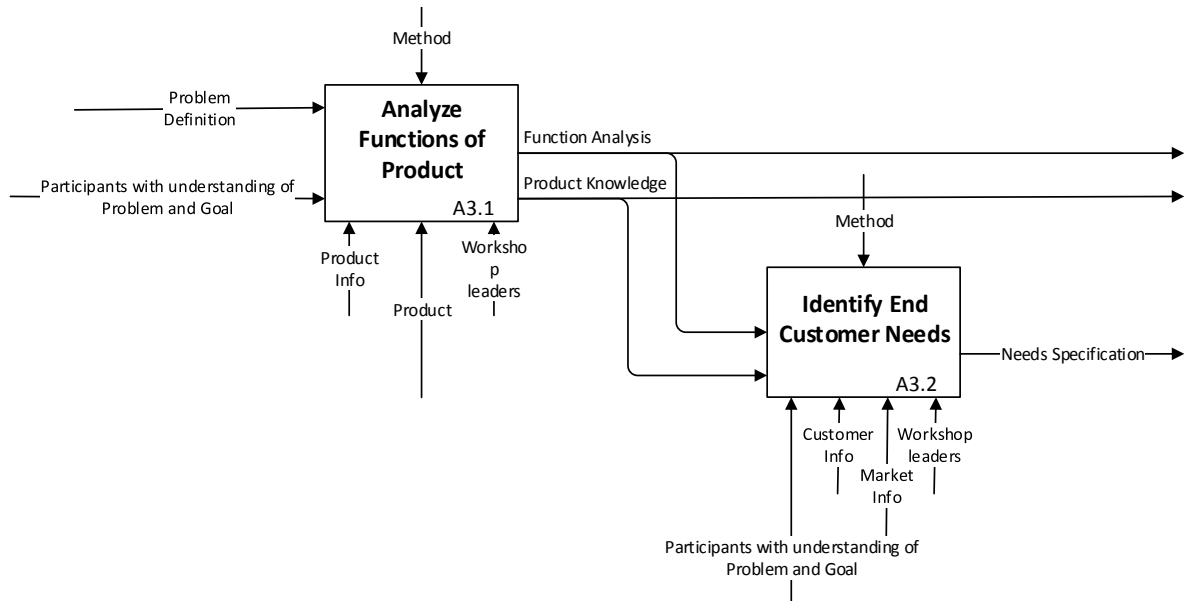 Method
Problem
Definition
Analyze
Functions of
Product
A3.1
Participants with understanding of
Problem and Goal
Function Analysis
Product Knowledge
Product
Info
Product
Worksho
p
leaders
Method
Identify End
Customer Needs
A3.2
Needs Specification
Customer
Info
Market
Info
Workshop
leaders
Participants with understanding of
Problem and Goal